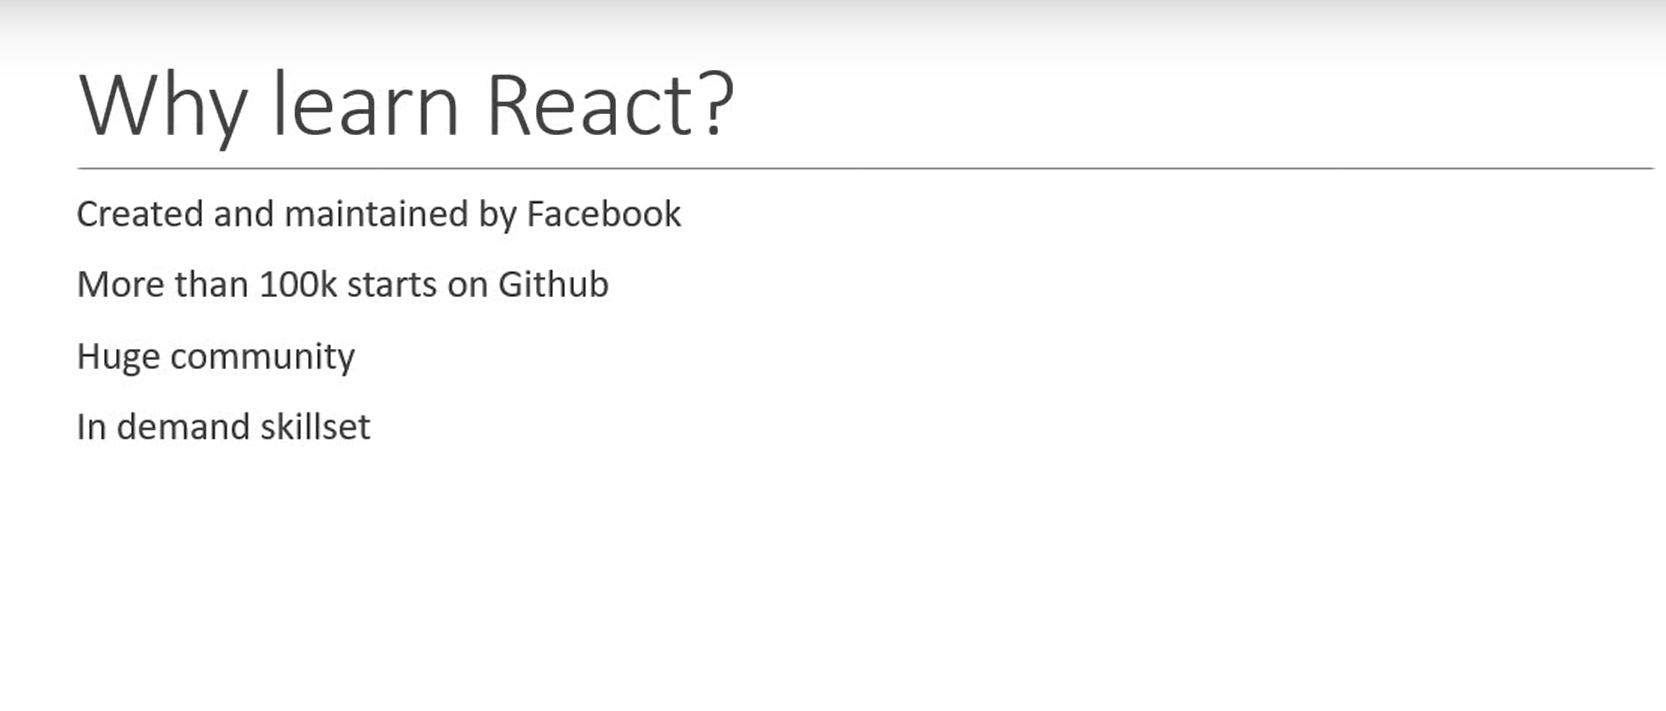 Why learn React?
Created and maintained by Facebook
More than 100k starts on Github
Huge community
In demand skillset